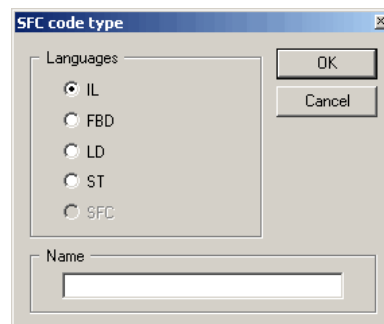 SFC code type
Languages
IL
FBD
LD
ST
SFC
OK
Cancel
Name